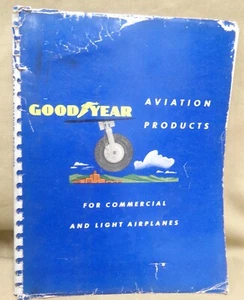 GOODYEAR
AVIATION
PRODUCTS
FOR COMMERCIAL
AND LIGHT AIRPLANES